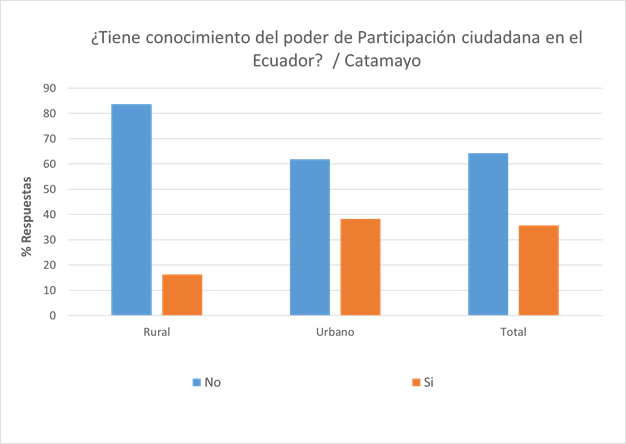 ¿Tiene conocimiento del poder de Participación ciudadana en el
Ecuador?  / Catamayo
% Respuestas
90
80
70
60
50
40
30
20
10
0
Rural
Urbano
Total
No
Si